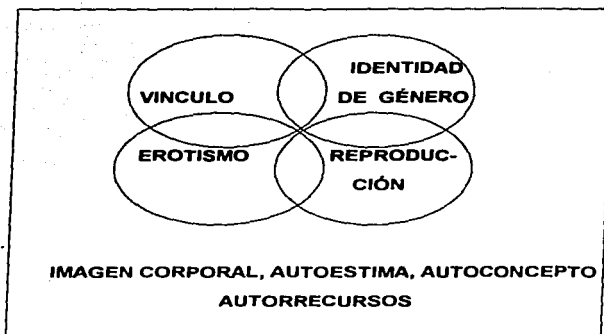 VINCULO
IDENTIDAD
DE GÉNERO
EROTISMO
REPRODUC-
CIÓN
IMAGEN CORPORAL, AUTOESTIMA, AUTOCONCEPTO
AUTORRECURSOS